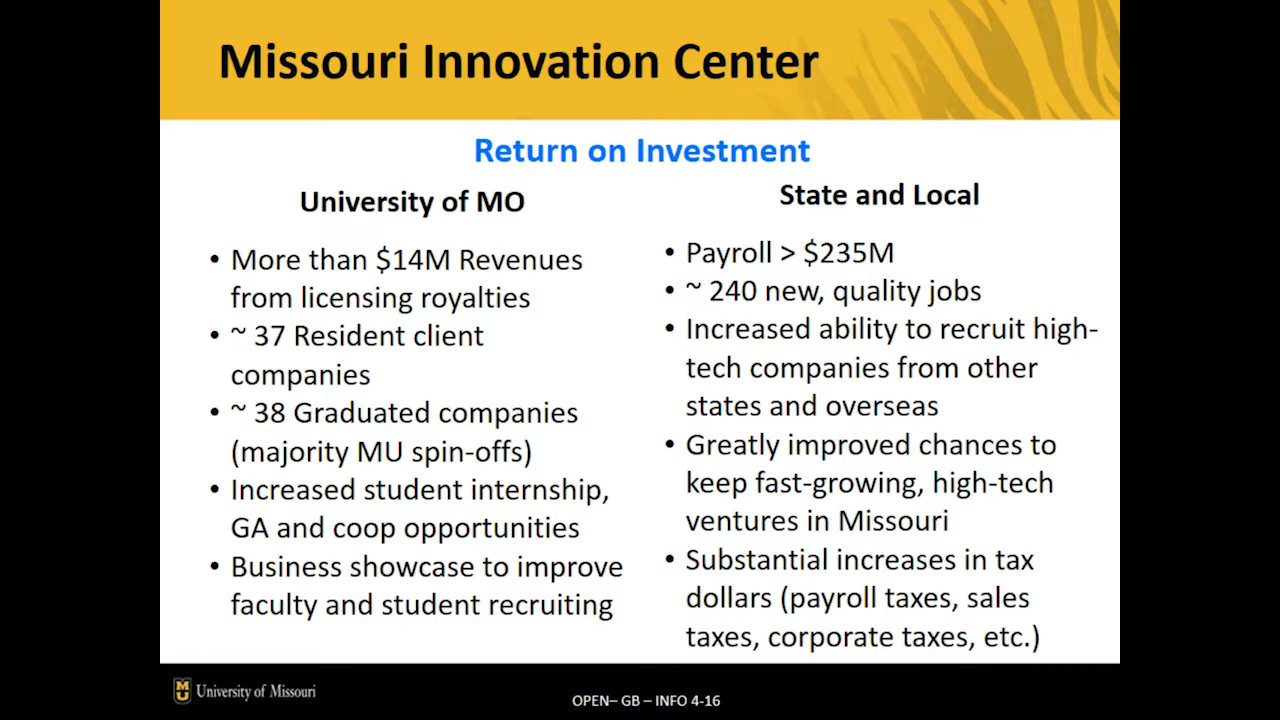 Missouri Innovation Center
Return on Investment
University of MO
• More than $14M Revenues
from licensing royalties
• ~ 37 Resident client
companies
• ~ 38 Graduated companies
(majority MU spin-offs)
• Increased student internship,
GA and coop opportunities
• Business showcase to improve
faculty and student recruiting
State and Local
• Payroll > $235M
• ~ 240 new, quality jobs
• Increased ability to recruit high-
tech companies from other
states and overseas
• Greatly improved chances to
keep fast-growing, high-tech
ventures in Missouri
• Substantial increases in tax
dollars (payroll taxes, sales
taxes, corporate taxes, etc.)
MU University of Missouri
OPEN– GB – INFO 4-16